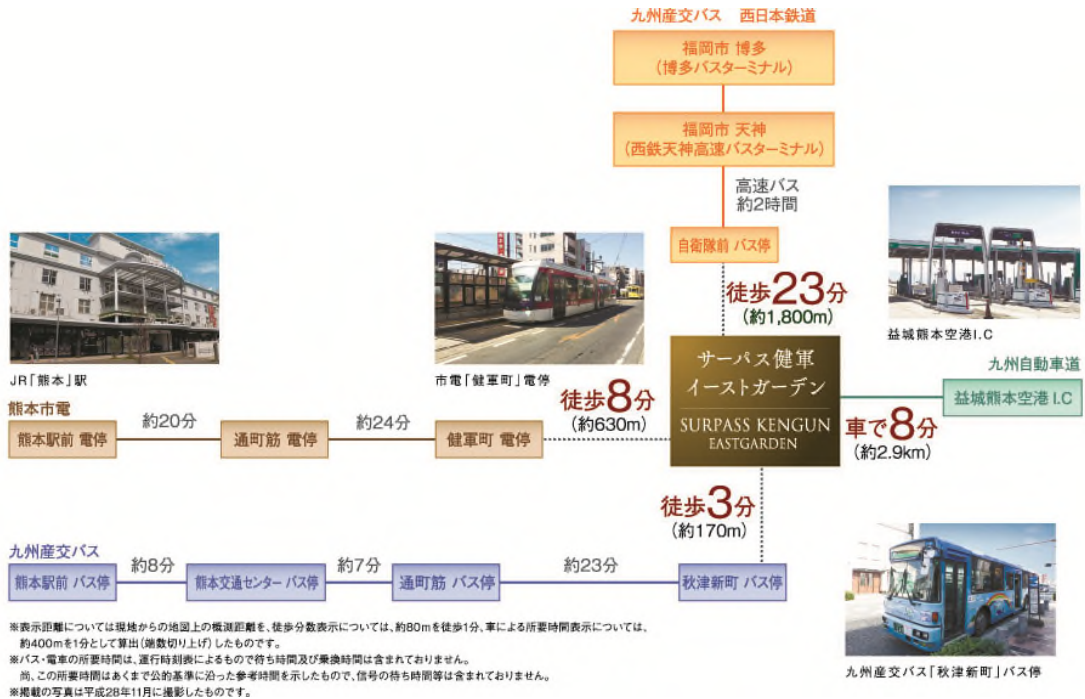 九州産交バス 西日本鉄道
福岡市 博多
(博多バスターミナル)
福岡市 天神
(西鉄天神高速バスターミナル)
高速バス
約2時間
自衛隊前 バス停
徒歩23分
(約1,800m)
益城熊本空港I.C
JR「熊本」駅
市電「健軍町」電停
サーパス健軍
イーストガーデン
SURPASS KENGUN
EASTGARDEN
九州自動車道
益城熊本空港 I.C
車で8分
(約2.9km)
熊本市電
熊本駅前 電停
約20分
通町筋 電停
約24分
健軍町 電停
徒歩8分
(約630m)
徒歩3分
(約170m)
九州産交バス
熊本駅前 バス停
約8分
熊本交通センター バス停
約7分
通町筋 バス停
約23分
秋津新町 バス停
九州産交バス「秋津新町」バス停
※表示距離については現地からの地図上の概測距離を、徒歩分数表示については、約80mを徒歩1分、車による所要時間表示については、
約400mを1分として算出(端数切り上げ)したものです。
※バス・電車の所要時間は、運行時刻表によるもので待ち時間及び乗換時間は含まれておりません。
尚、この所要時間はあくまで公的基準に沿った参考時間を示したもので、信号の待ち時間等は含まれておりません。
※掲載の写真は平成28年11月に撮影したものです。